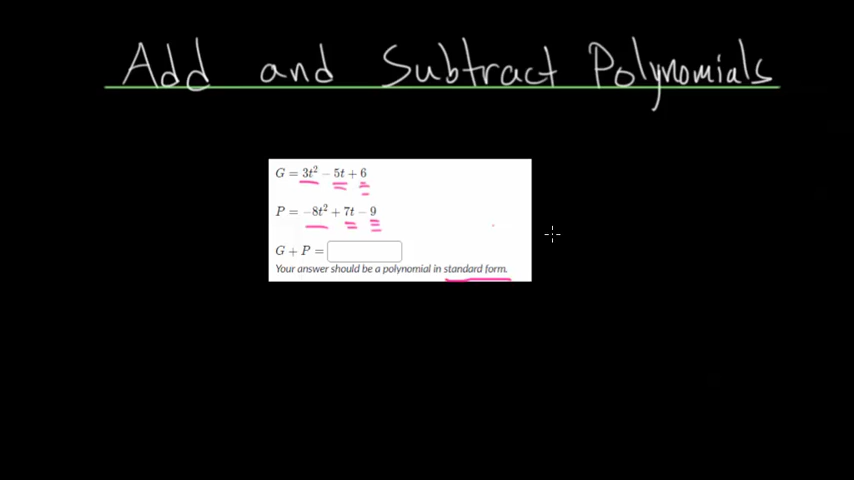 Add and Subtract Polynomials
G = 3t² − 5t + 6
P = −8t² + 7t − 9
G + P =
Your answer should be a polynomial in standard form.